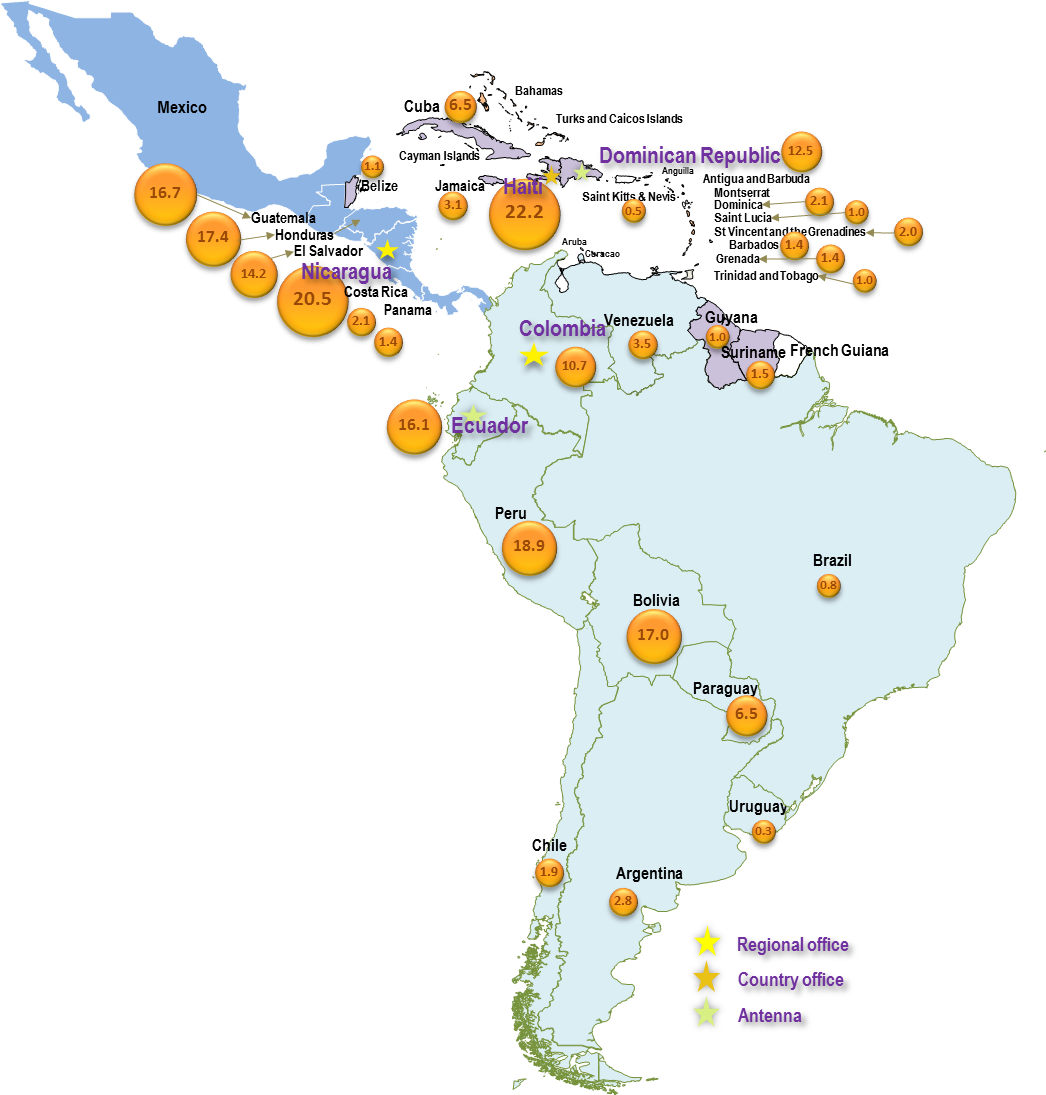 Mexico
Bahamas
Cuba 6.5
Turks and Caicos Islands
Cayman Islands
Dominican Republic 12.5
1.1
Belize
16.7
Jamaica
3.1
Haiti
22.2
Anguilla
Saint Kitts & Nevis
0.5
Antigua and Barbuda
Montserrat
Dominica 2.1
Saint Lucia 1.0
St Vincent and the Grenadines 2.0
Barbados 1.4
Grenada 1.4
Trinidad and Tobago 1.0
Guatemala
17.4
Honduras
El Salvador
14.2
Nicaragua
20.5
Costa Rica
2.1
Panama
1.4
Aruba
Curacao
Colombia
10.7
Venezuela
3.5
Guyana
1.0
Suriname
1.5
French Guiana
16.1
Ecuador
Peru
18.9
Brazil
0.8
Bolivia
17.0
Paraguay
6.5
Uruguay
0.3
Chile
1.9
Argentina
2.8
Regional office
Country office
Antenna